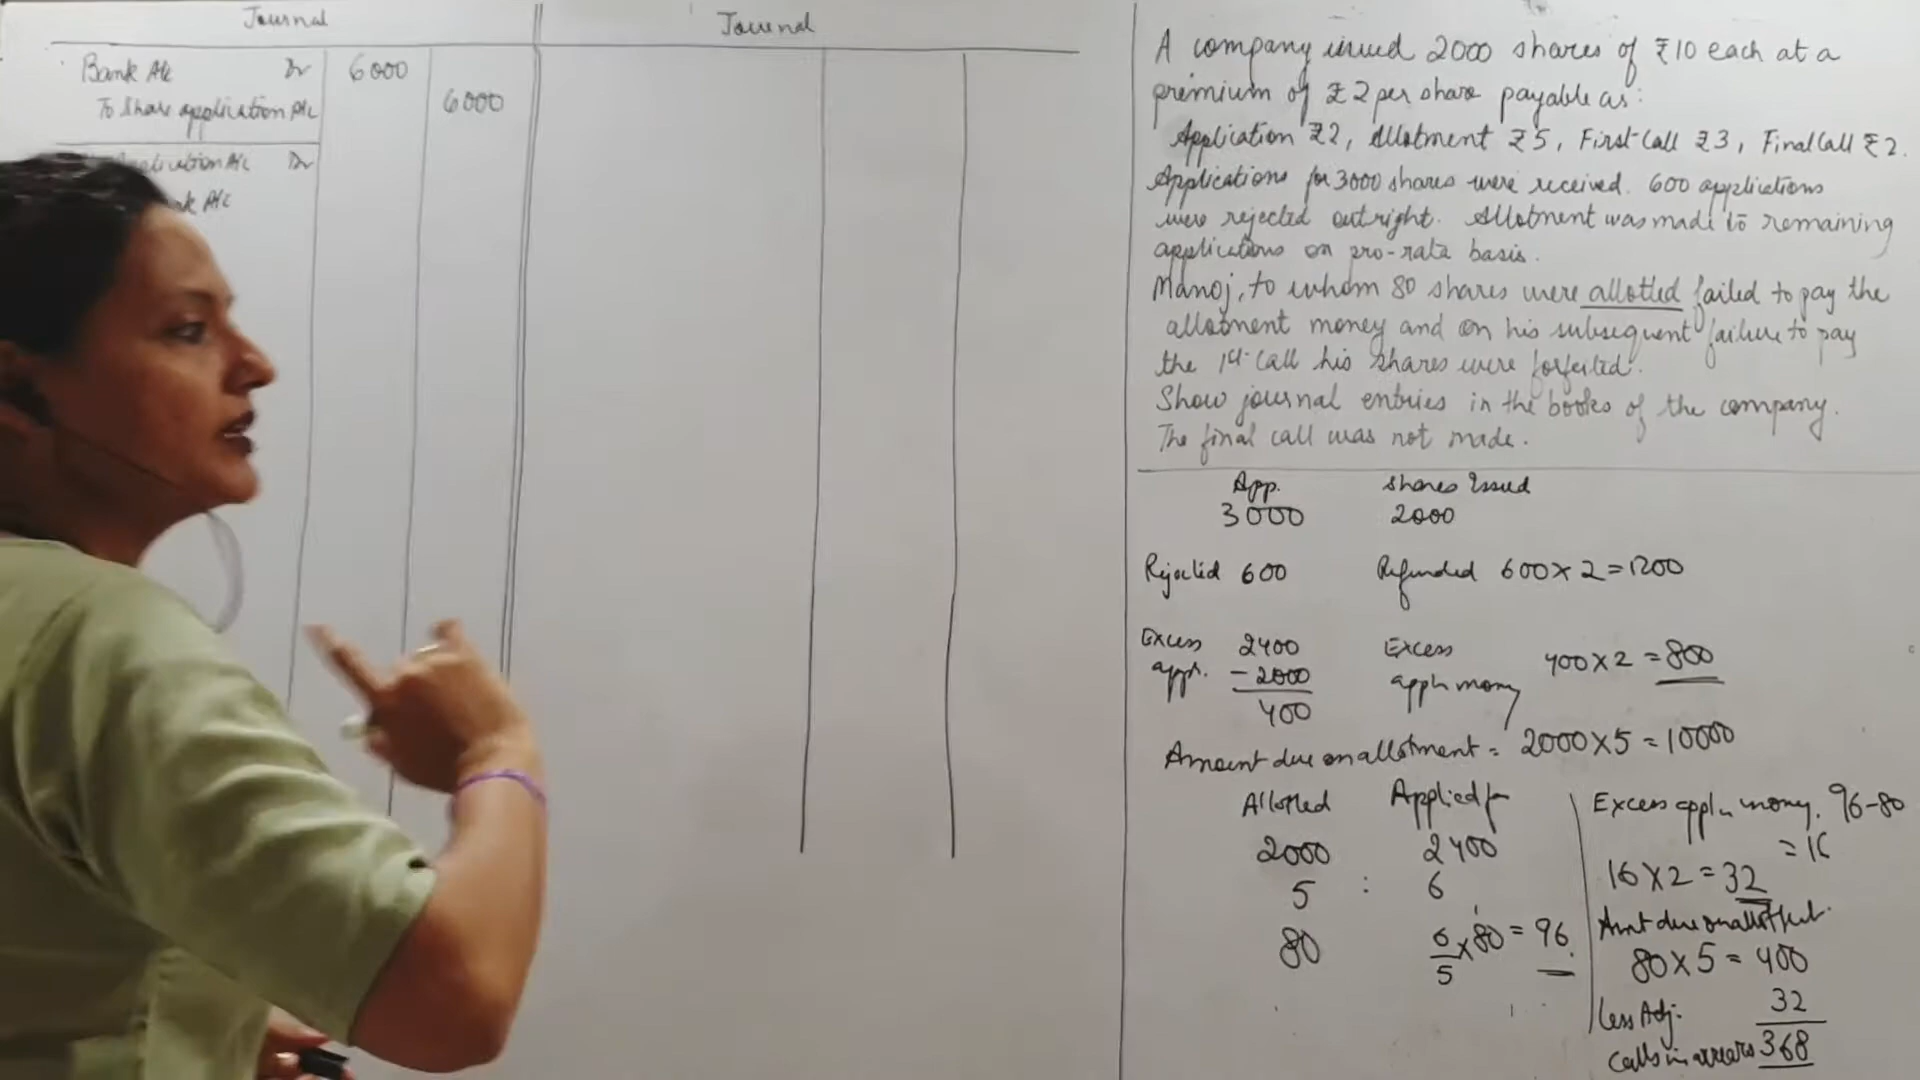 Journal
Bank A/c Dr 6000
To Share application A/c 6000
Application A/c Dr
A/c
Journal
A company issued 2000 shares of ₹10 each at a
premium of ₹2 per share payable as:
Application ₹2, Allotment ₹5, First Call ₹3, Final Call ₹2.
Applications for 3000 shares were received. 600 applications
were rejected outright. Allotment was made to remaining
applications on pro-rata basis.
Manoj, to whom 80 shares were allotted failed to pay the
allotment money and on his subsequent failure to pay
the 1st call his shares were forfeited.
Show journal entries in the books of the company.
The final call was not made.
App. Shares Issued
3000 2000
Rejected 600 Refunded 600×2=1200
Excess 2400 Excess 400×2=800
appl. -2000 appln money
400
Amount due on allotment = 2000×5=10000
Allotted Applied for
2000 2400
5 : 6
80 6/5×80=96.
Excess appln money. 96-80
=16
16×2=32
Amt due on
80×5=400
Less Adj. 32
Calls in arrears 368